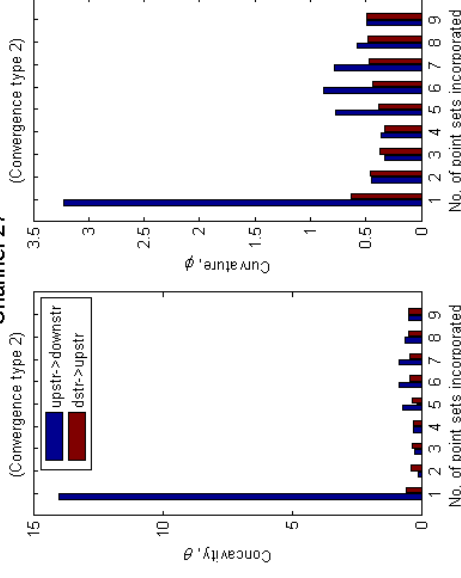 Channel 27
(Convergence type 2)
15
10
5
0
Concavity, θ
upstr->downstr
dstr->upstr
1 2 3 4 5 6 7 8 9
No. of point sets incorporated
(Convergence type 2)
3.5
3
2.5
2
1.5
1
0.5
0
Curvature, φ
1 2 3 4 5 6 7 8 9
No. of point sets incorporated